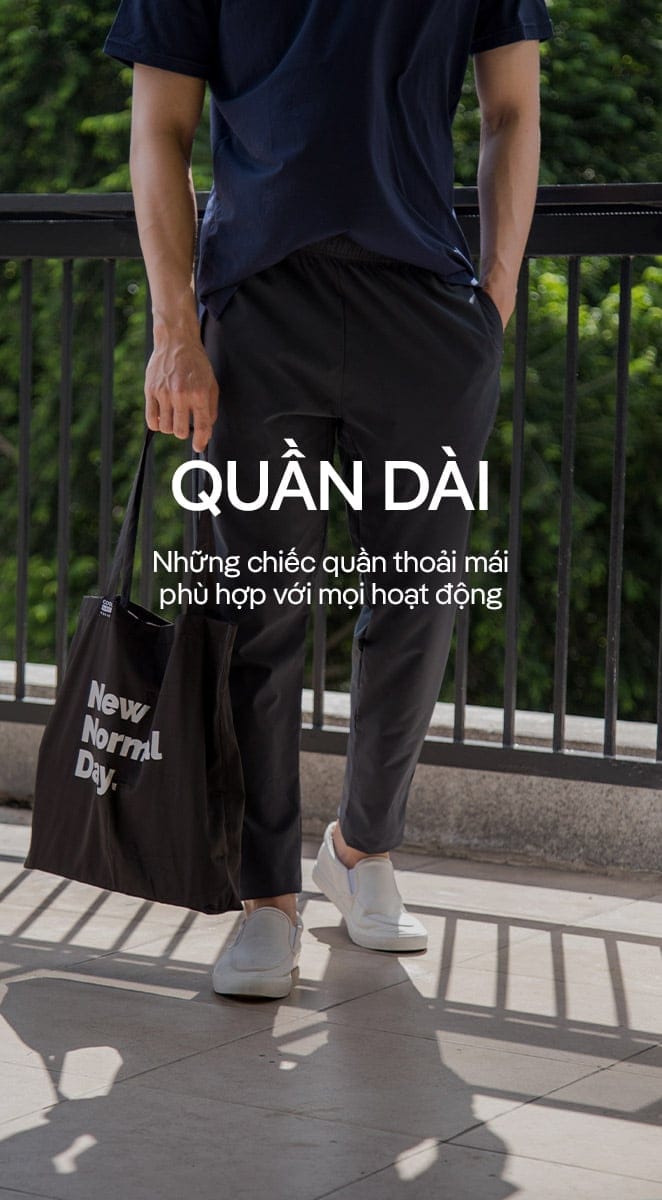 QUẦN DÀI
Những chiếc quần thoải mái
phù hợp với mọi hoạt động
New
Normal
Day.